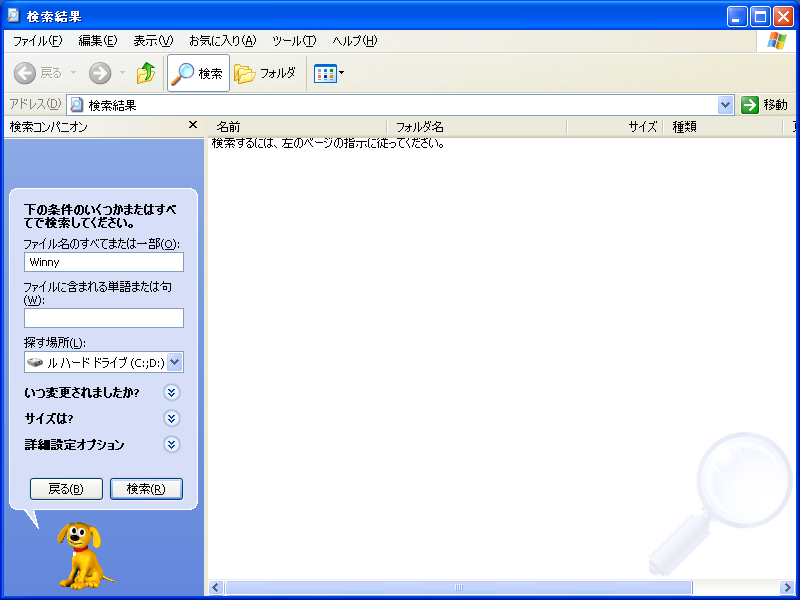 検索結果
ファイル(F) 編集(E) 表示(V) お気に入り(A) ツール(T) ヘルプ(H)
戻る 検索 フォルダ
アドレス(D) 検索結果 移動
検索コンパニオン 名前 フォルダ名 サイズ 種類
検索するには、左のページの指示に従ってください。
下の条件のいくつかまたはすべ
てで検索してください。
ファイル名のすべてまたは一部(O):
Winny
ファイルに含まれる単語または句
(W):
探す場所(L):
ル ハード ドライブ (C:;D:)
いつ変更されましたか?
サイズは?
詳細設定オプション
戻る(B) 検索(R)